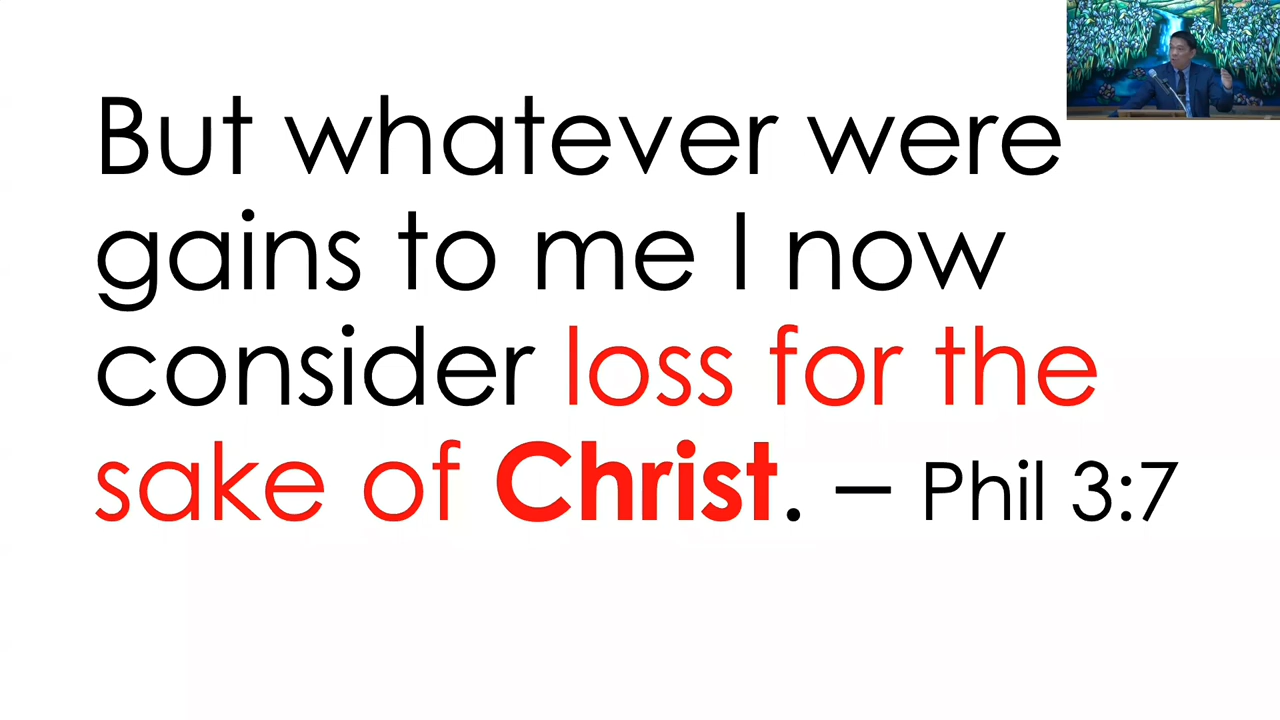 But whatever were
gains to me I now
consider loss for the
sake of Christ. – Phil 3:7